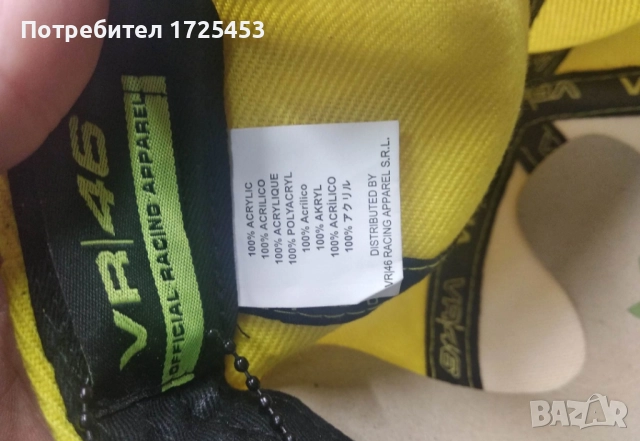 Потребител 1725453
VR|46
OFFICIAL RACING APPAREL
100% ACRYLIC
100% ACRILICO
100% ACRYLIQUE
100% POLYACRYL
100% Acrílico
100% AKRYL
100% ACRÍLICO
100% アクリル
DISTRIBUTED BY
VR|46 RACING APPAREL S.R.L.
BAZAR